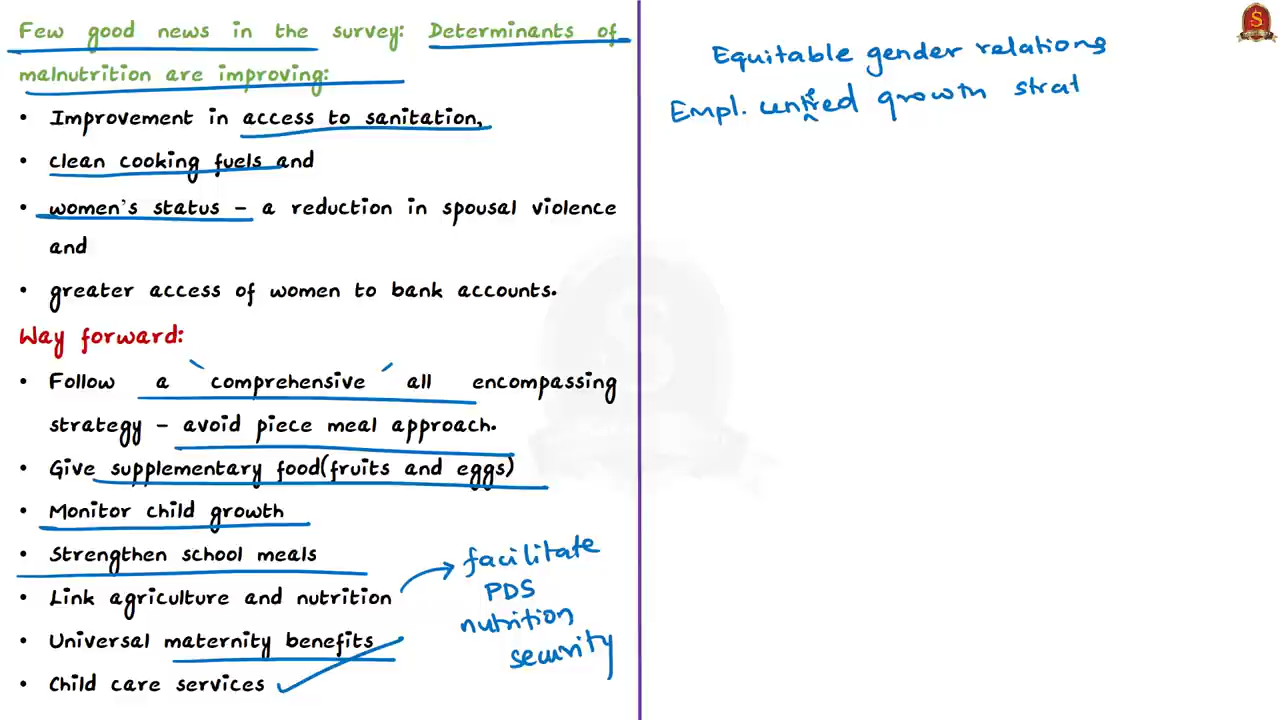 Few good news in the survey: Determinants of
malnutrition are improving:
• Improvement in access to sanitation,
• clean cooking fuels and
• women's status – a reduction in spousal violence
and
• greater access of women to bank accounts.
Way forward:
• Follow a comprehensive all encompassing
strategy – avoid piece meal approach.
• Give supplementary food(fruits and eggs)
• Monitor child growth
• Strengthen school meals
• Link agriculture and nutrition
• Universal maternity benefits
• Child care services
facilitate
PDS
nutrition
security
Equitable gender relations
Empl. growth strat